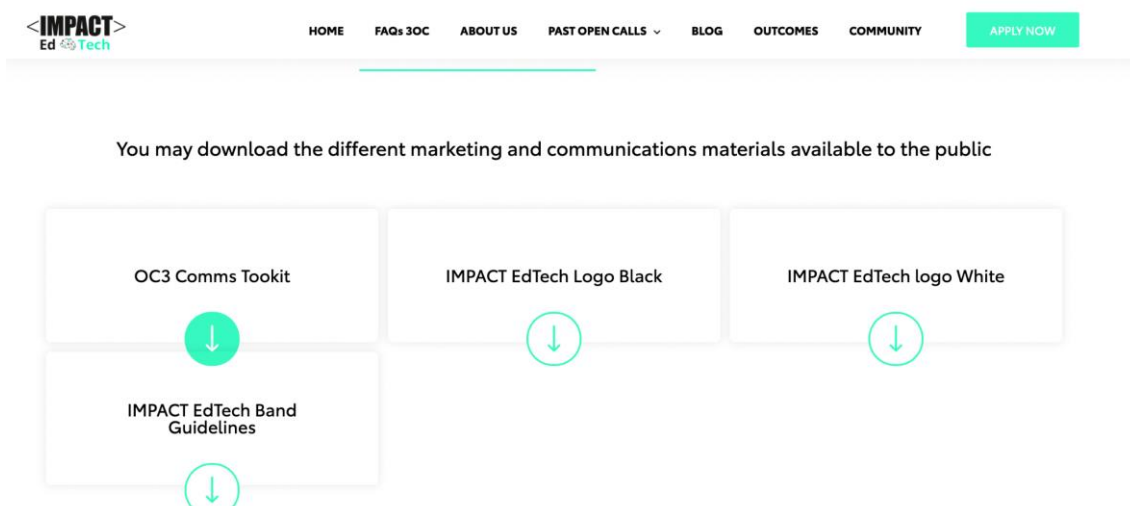 <IMPACT>
Ed Tech
HOME FAQs 3OC ABOUT US PAST OPEN CALLS BLOG OUTCOMES COMMUNITY APPLY NOW
You may download the different marketing and communications materials available to the public
OC3 Comms Tookit
IMPACT EdTech Logo Black
IMPACT EdTech logo White
IMPACT EdTech Band
Guidelines